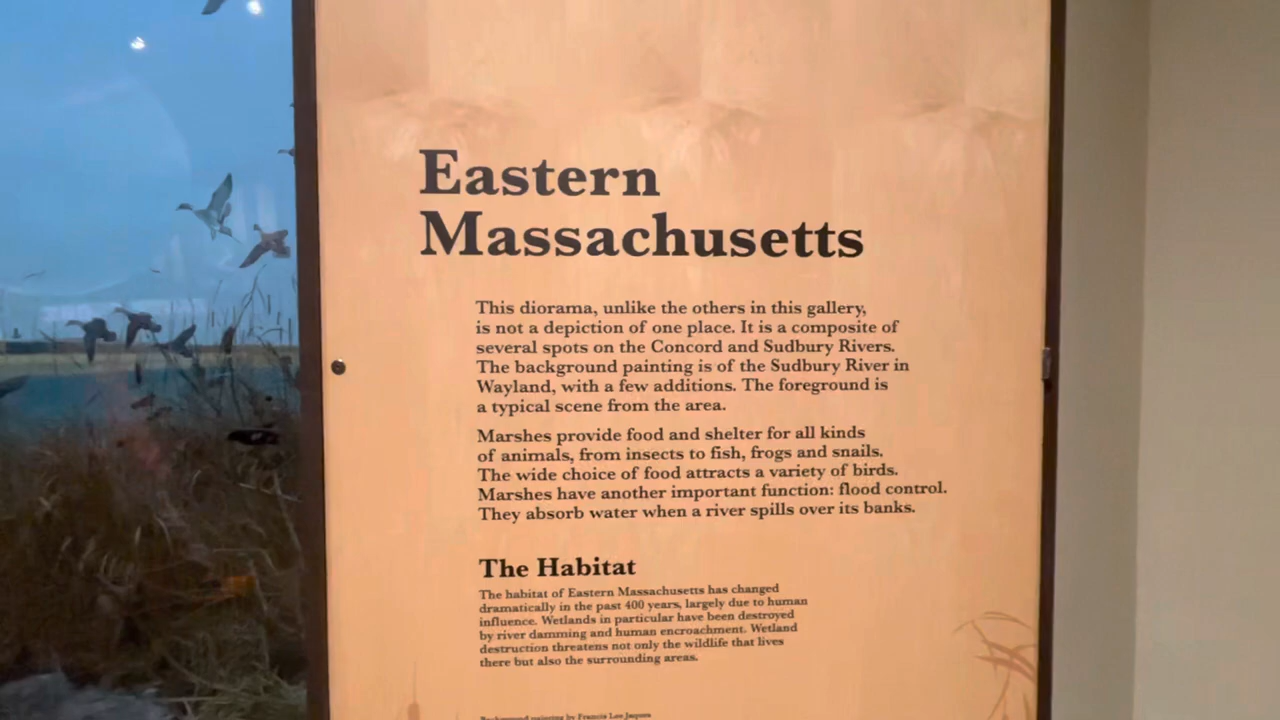 Eastern
Massachusetts
This diorama, unlike the others in this gallery,
is not a depiction of one place. It is a composite of
several spots on the Concord and Sudbury Rivers.
The background painting is of the Sudbury River in
Wayland, with a few additions. The foreground is
a typical scene from the area.
Marshes provide food and shelter for all kinds
of animals, from insects to fish, frogs and snails.
The wide choice of food attracts a variety of birds.
Marshes have another important function: flood control.
They absorb water when a river spills over its banks.
The Habitat
The habitat of Eastern Massachusetts has changed
dramatically in the past 400 years, largely due to human
influence. Wetlands in particular have been destroyed
by river damming and human encroachment. Wetland
destruction threatens not only the wildlife that lives
there but also the surrounding areas.
Background painting by Francis Lee Jaques